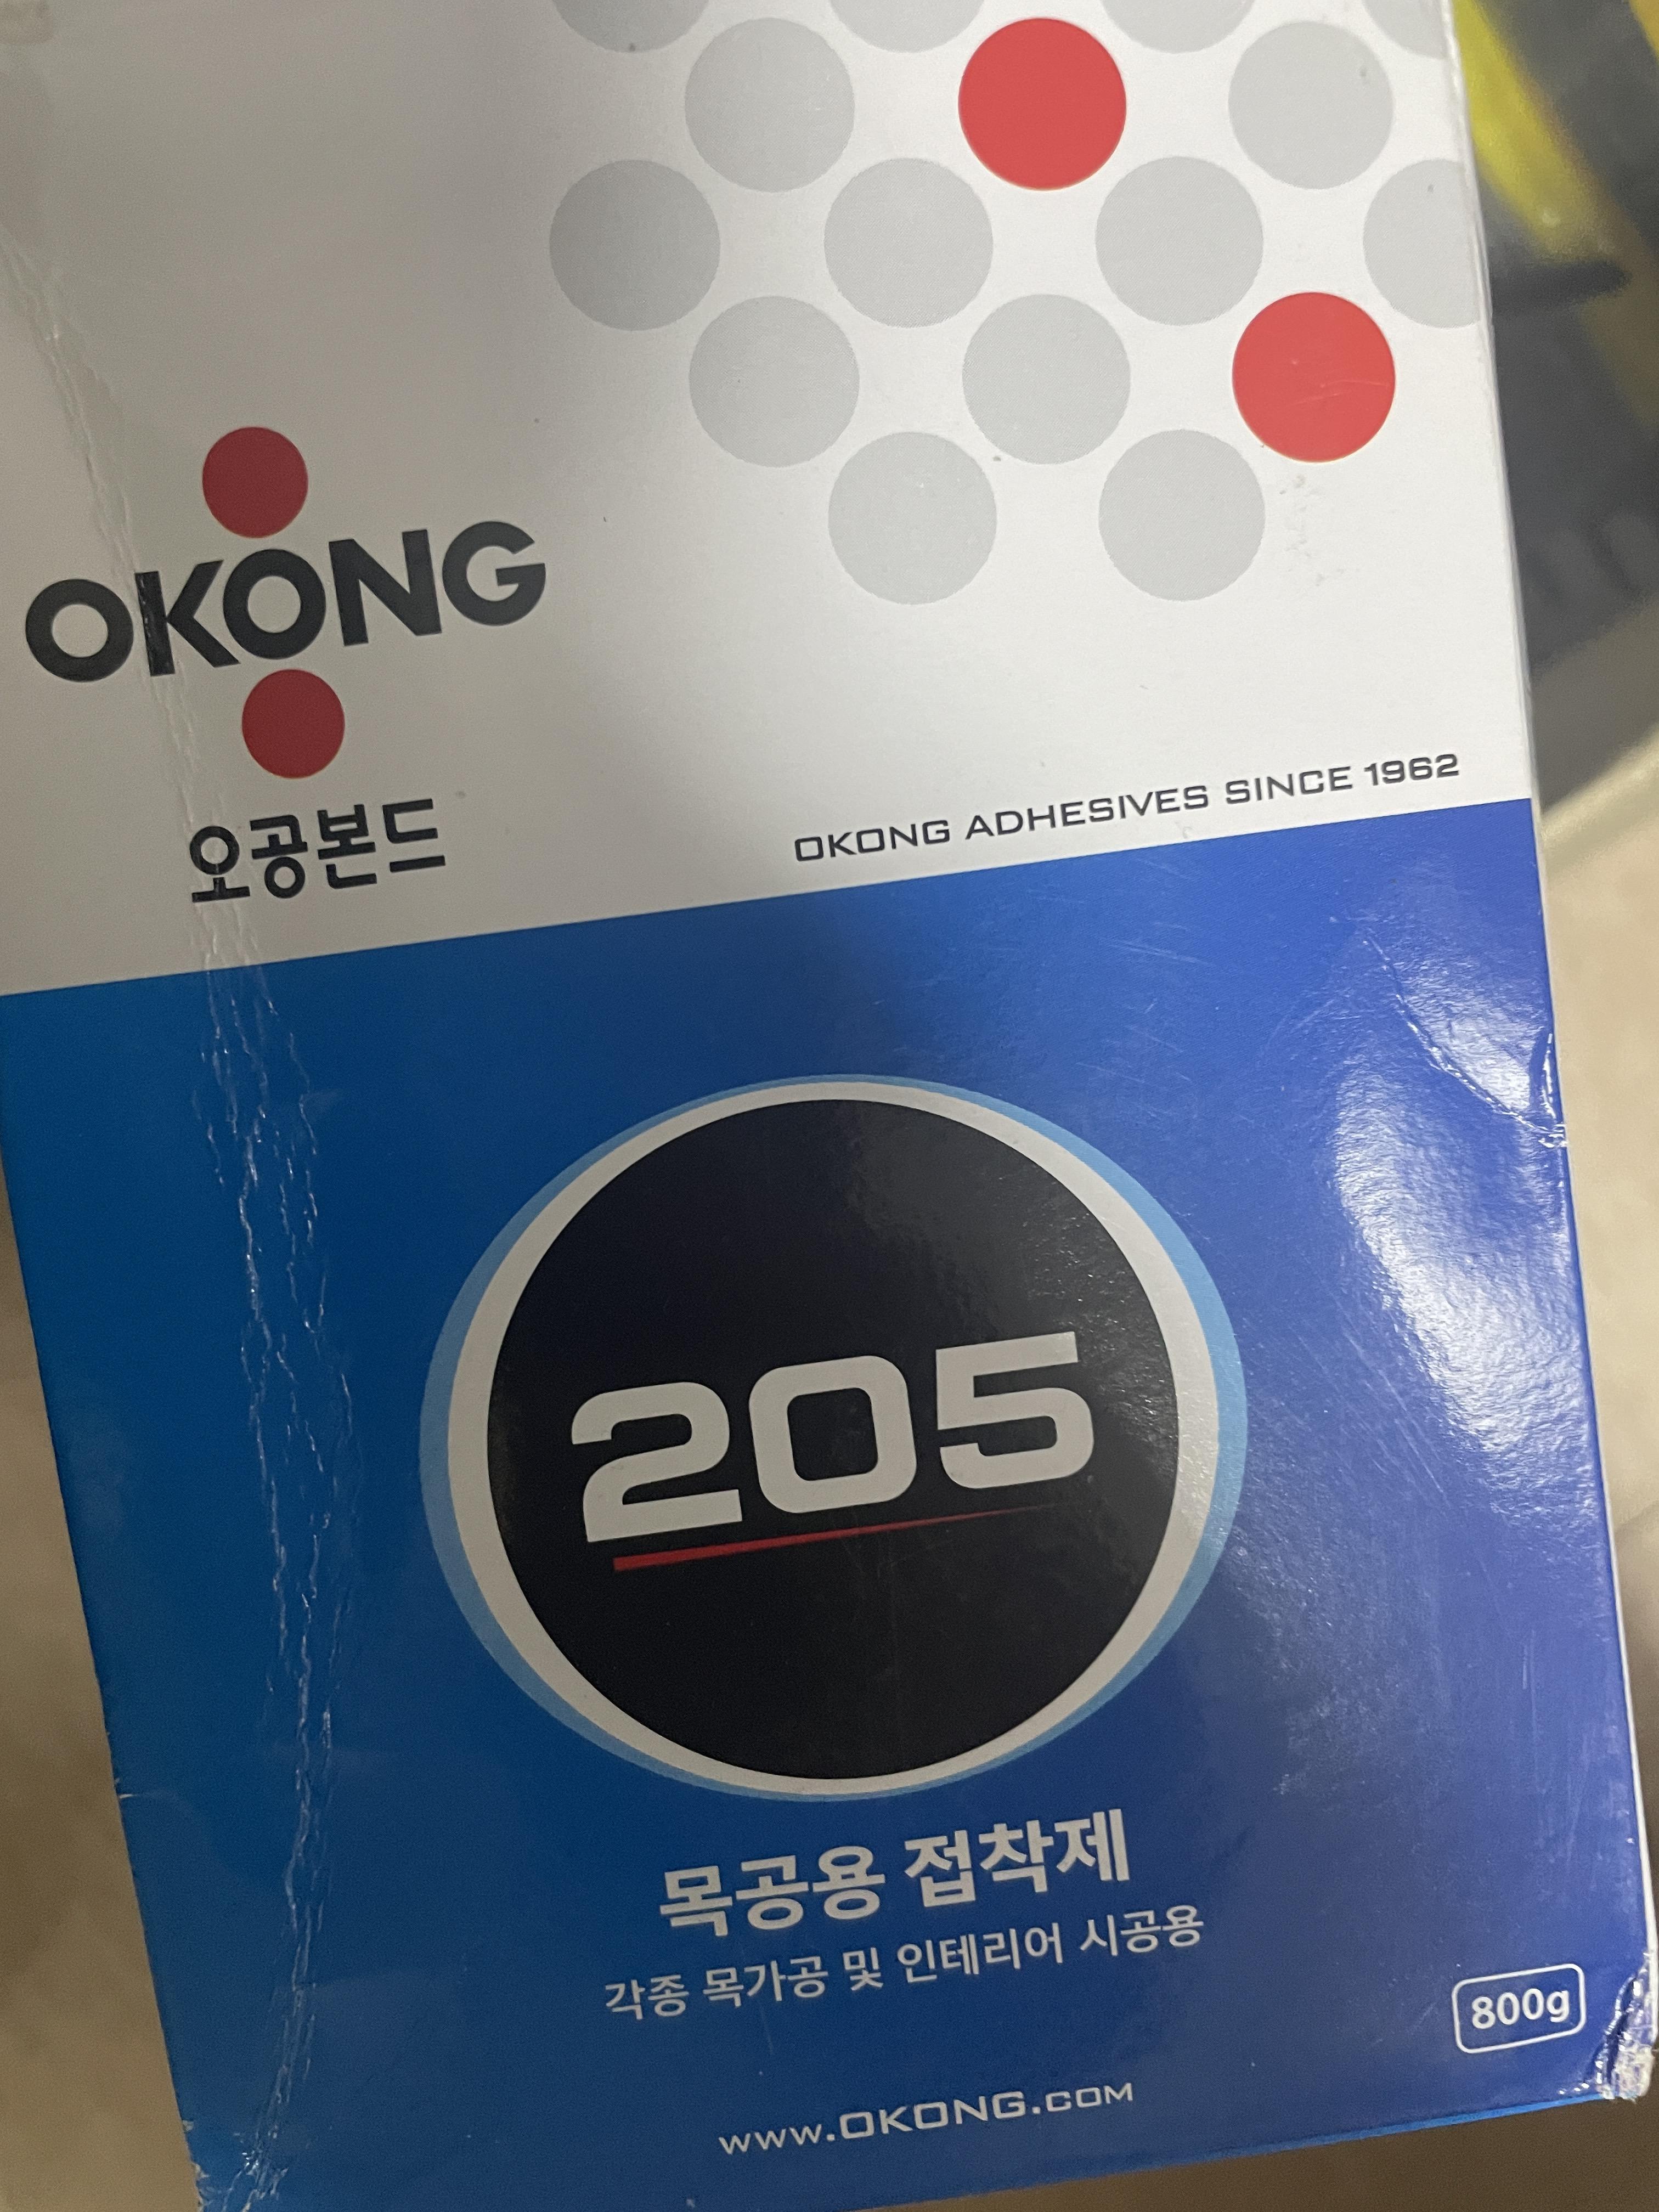 OKONG
오공본드
OKONG ADHESIVES SINCE 1962
205
목공용 접착제
각종 목가공 및 인테리어 시공용
800g
www.OKONG.COM